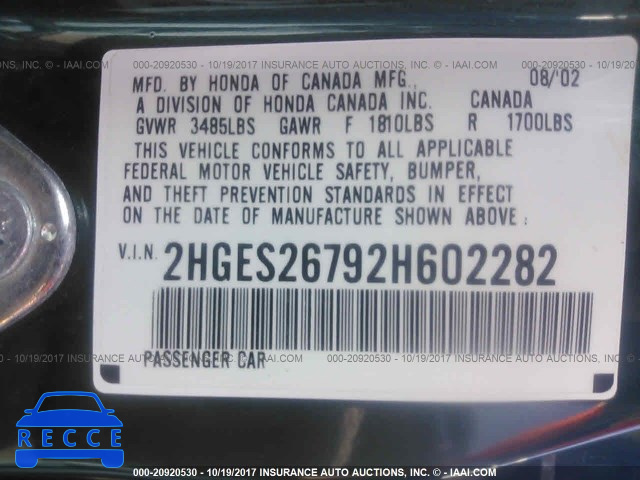 000-20920530 - 10/19/2017 INSURANCE AUTO AUCTIONS, INC. - © IAAI.COM
MFD. BY HONDA OF CANADA MFG., 08/'02
A DIVISION OF HONDA CANADA INC. CANADA
GVWR 3485LBS GAWR F 1810LBS R 1700LBS
THIS VEHICLE CONFORMS TO ALL APPLICABLE
FEDERAL MOTOR VEHICLE SAFETY, BUMPER,
AND THEFT PREVENTION STANDARDS IN EFFECT
ON THE DATE OF MANUFACTURE SHOWN ABOVE:
V.I.N. 2HGES26792H602282
PASSENGER CAR
000-20920530 - 10/19/2017 INSURANCE AUTO AUCTIONS, INC. - © IAAI.COM
RECCE
000-20920530 - 10/19/2017 INSURANCE AUTO AUCTIONS, INC. - © IAAI.COM